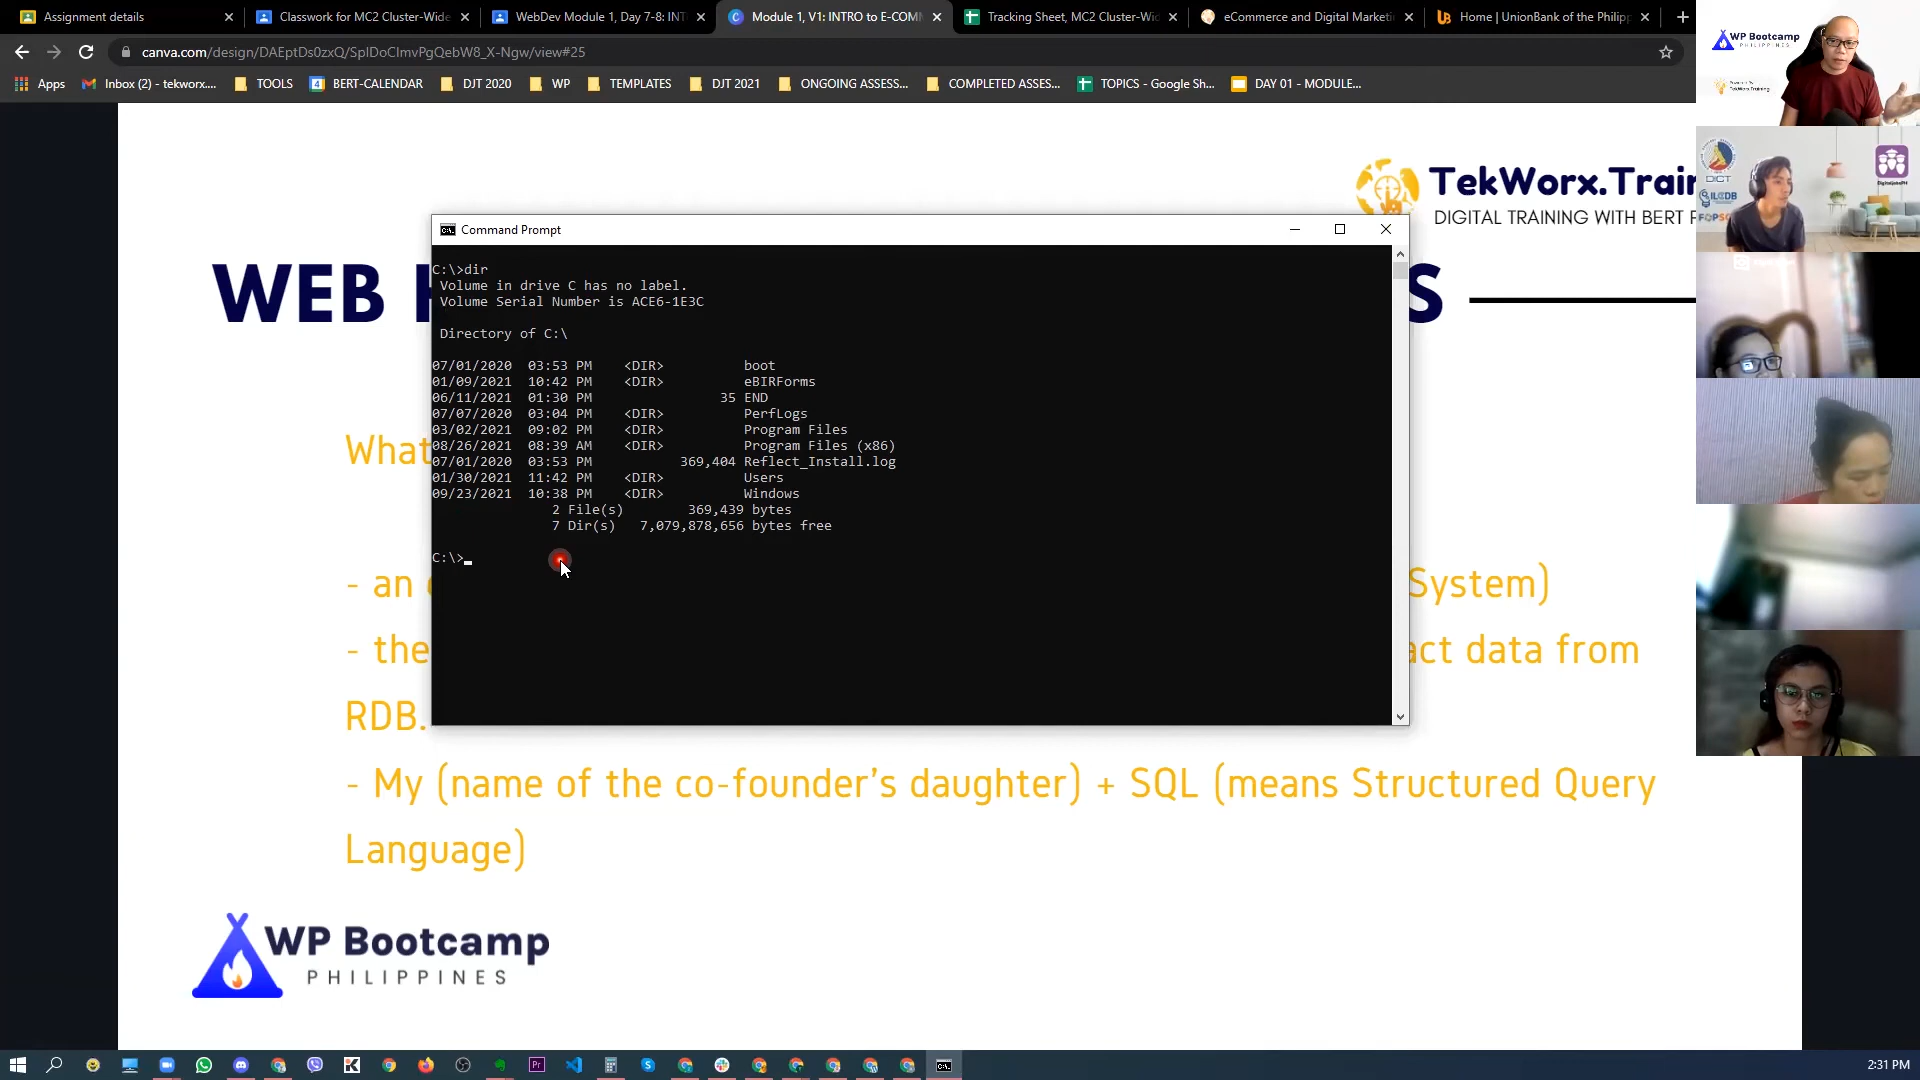 Assignment details
Classwork for MC2 Cluster-Wide
WebDev Module 1, Day 7-8: INT
Module 1, V1: INTRO to E-COMM
Tracking Sheet, MC2 Cluster-Wi
eCommerce and Digital Marketi
Home | UnionBank of the Philipp
canva.com/design/DAEptDs0zxQ/SplDoClmvPgQebW8_X-Ngw/view#25
Apps
Inbox (2) - tekworx....
TOOLS
BERT-CALENDAR
DJT 2020
WP
TEMPLATES
DJT 2021
ONGOING ASSESS...
COMPLETED ASSES...
TOPICS - Google Sh...
DAY 01 - MODULE...
WP Bootcamp
PHILIPPINES
TekWorx.Training
DICT
ILCDB
TekWorx.Train
DIGITAL TRAINING WITH BERT
WEB
S
Command Prompt
C:\>dir
Volume in drive C has no label.
Volume Serial Number is ACE6-1E3C
Directory of C:\
07/01/2020 03:53 PM <DIR> boot
01/09/2021 10:42 PM <DIR> eBIRForms
06/11/2021 01:30 PM 35 END
07/07/2020 03:04 PM <DIR> PerfLogs
03/02/2021 09:02 PM <DIR> Program Files
08/26/2021 08:39 AM <DIR> Program Files (x86)
07/01/2020 03:53 PM 369,404 Reflect_Install.log
01/30/2021 11:42 PM <DIR> Users
09/23/2021 10:38 PM <DIR> Windows
2 File(s) 369,439 bytes
7 Dir(s) 7,079,878,656 bytes free
C:\>
What
- an
System)
- the
act data from
RDB.
- My (name of the co-founder's daughter) + SQL (means Structured Query
Language)
WP Bootcamp
PHILIPPINES
2:31 PM